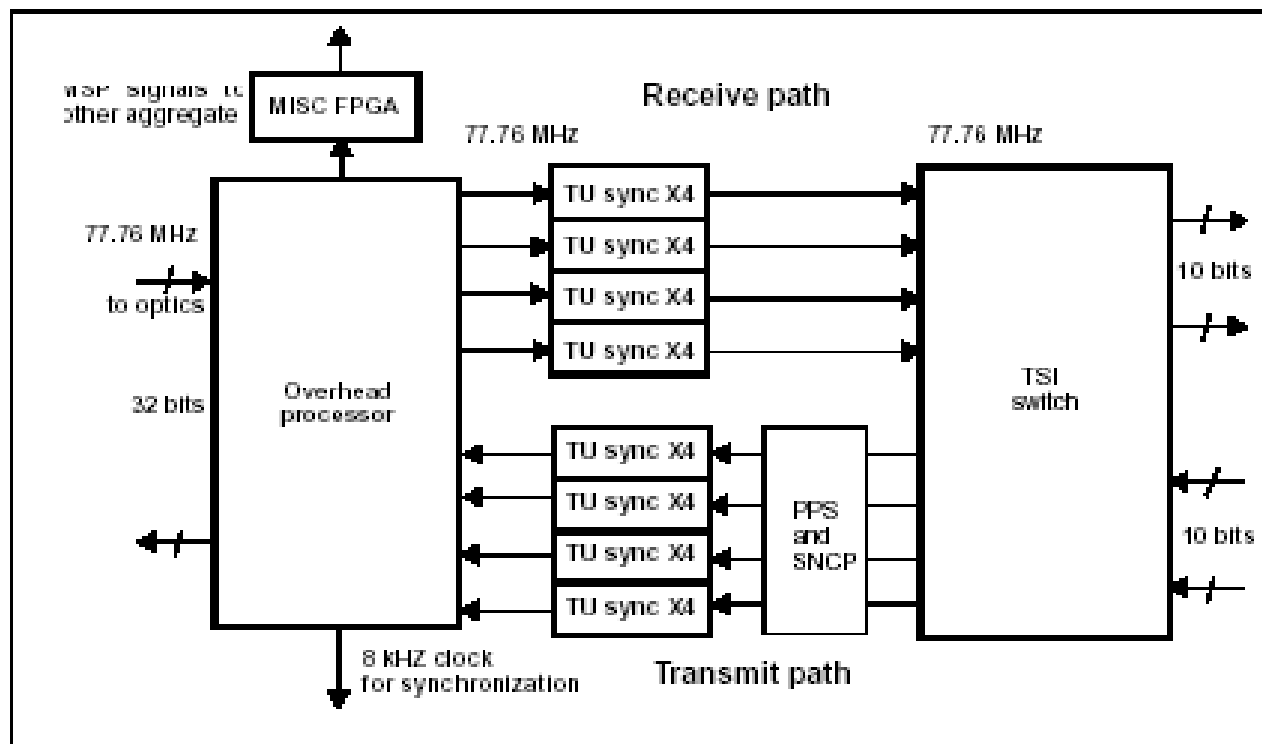 signals to
other aggregate
MISC FPGA
Receive path
77.76 MHz
77.76 MHz
TU sync X4
TU sync X4
TU sync X4
TU sync X4
77.76 MHz
to optics
32 bits
Overhead
processor
TSI
switch
10 bits
10 bits
TU sync X4
TU sync X4
TU sync X4
TU sync X4
PPS
and
SNCP
8 kHZ clock
for synchronization
Transmit path